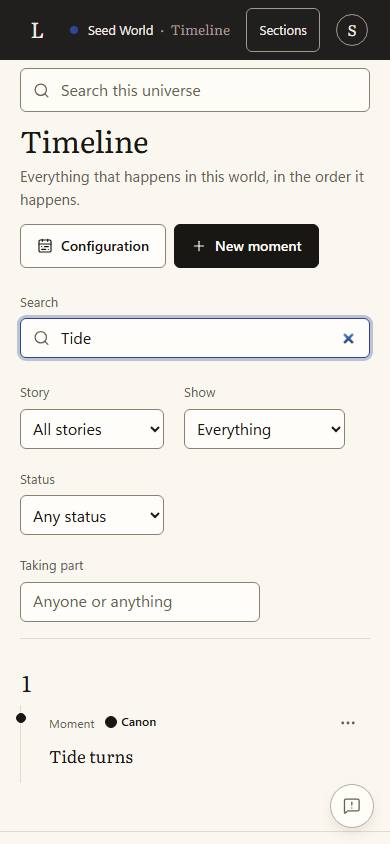 L
Seed World · Timeline
Sections
S
Search this universe
Timeline
Everything that happens in this world, in the order it
happens.
Configuration
New moment
Search
Tide
Story
Show
All stories
Everything
Status
Any status
Taking part
Anyone or anything
1
Moment
Canon
Tide turns